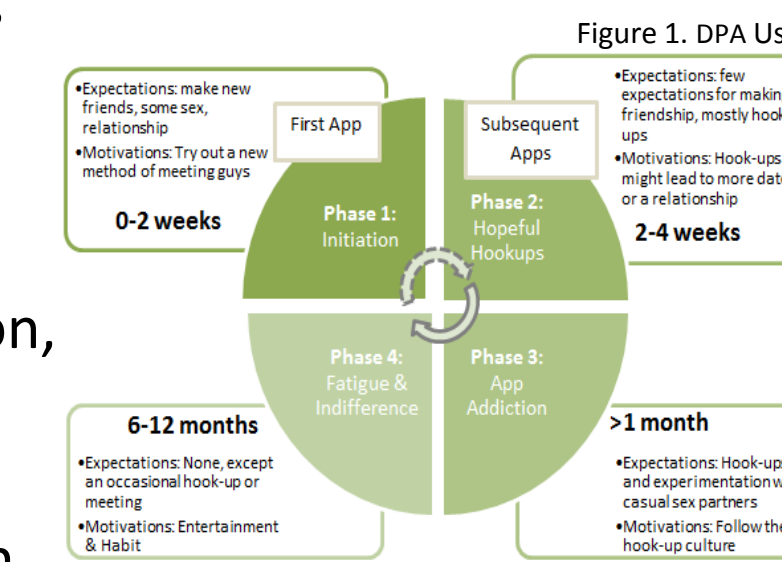 Figure 1. DPA Us
•Expectations: make new
friends, some sex,
relationship
•Motivations: Try out a new
method of meeting guys
0-2 weeks
First App
Phase 1:
Initiation
Subsequent
Apps
Phase 2:
Hopeful
Hookups
•Expectations: few
expectations for makin
friendship, mostly hook
ups
•Motivations: Hook-ups
might lead to more date
or a relationship
2-4 weeks
on,
Phase 4:
Fatigue &
Indifference
Phase 3:
App
Addiction
6-12 months
•Expectations: None, except
an occasional hook-up or
meeting
•Motivations: Entertainment
& Habit
>1 month
•Expectations: Hook-ups
and experimentation w
casual sex partners
•Motivations: Follow the
hook-up culture